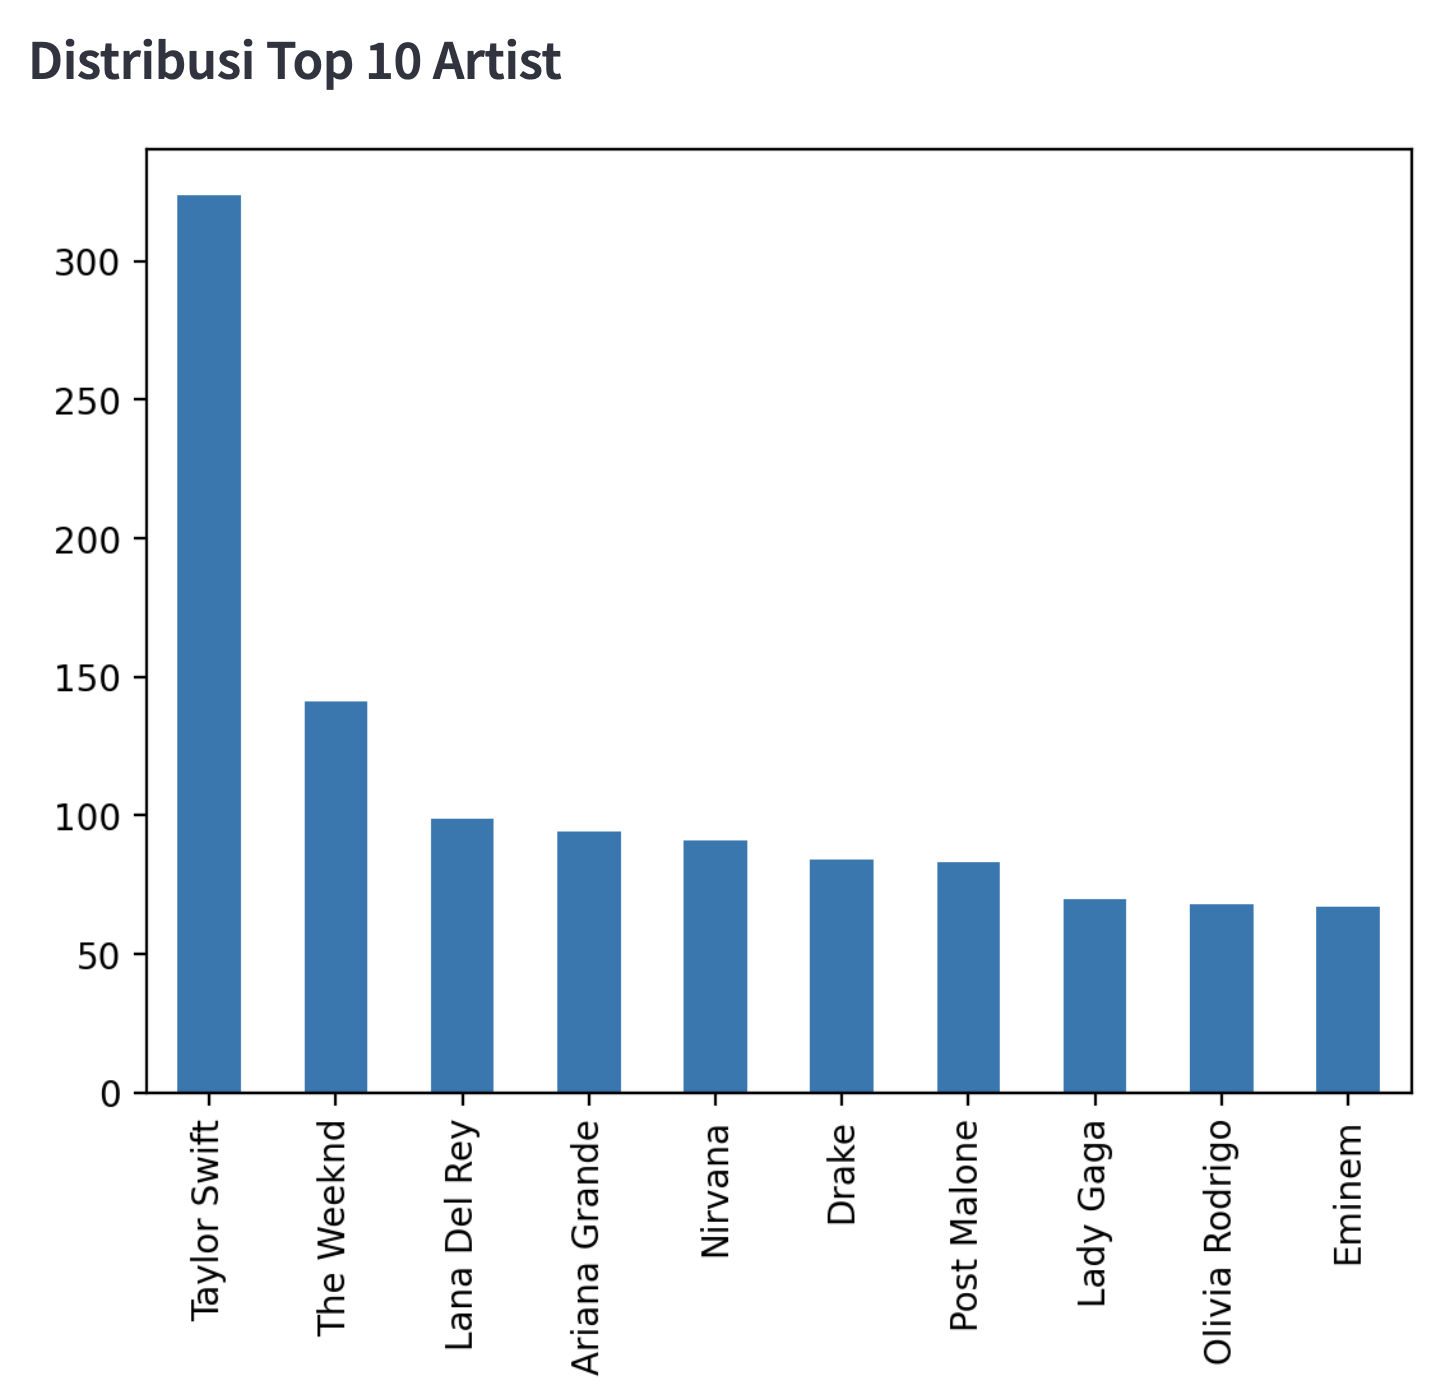 Distribusi Top 10 Artist
300
250
200
150
100
50
0
Taylor Swift
The Weeknd
Lana Del Rey
Ariana Grande
Nirvana
Drake
Post Malone
Lady Gaga
Olivia Rodrigo
Eminem